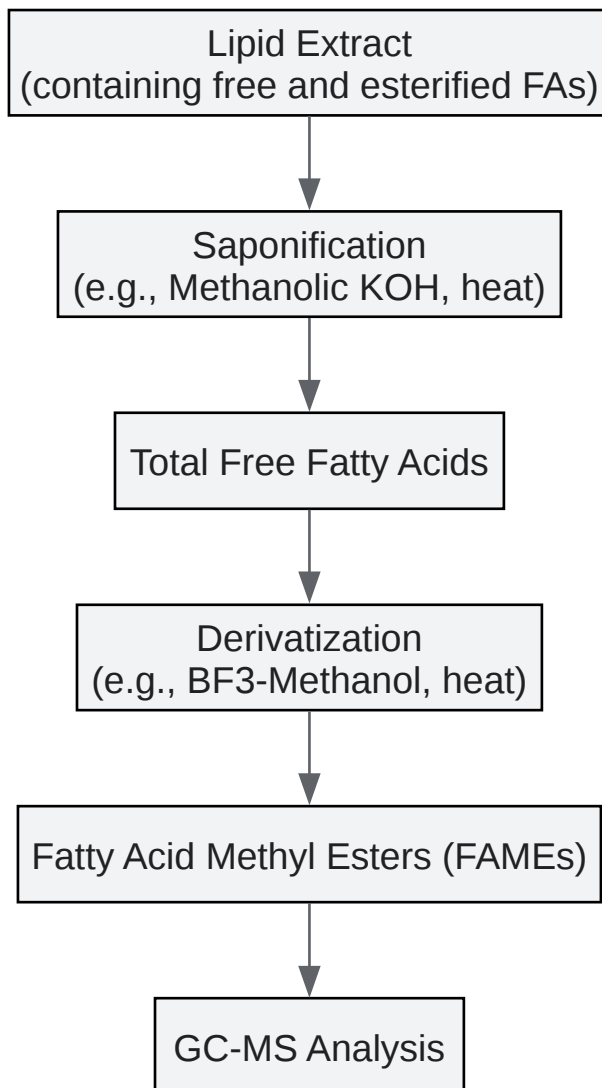 Lipid Extract
(containing free and esterified FAs)
Saponification
(e.g., Methanolic KOH, heat)
Total Free Fatty Acids
Derivatization
(e.g., BF3-Methanol, heat)
Fatty Acid Methyl Esters (FAMEs)
GC-MS Analysis